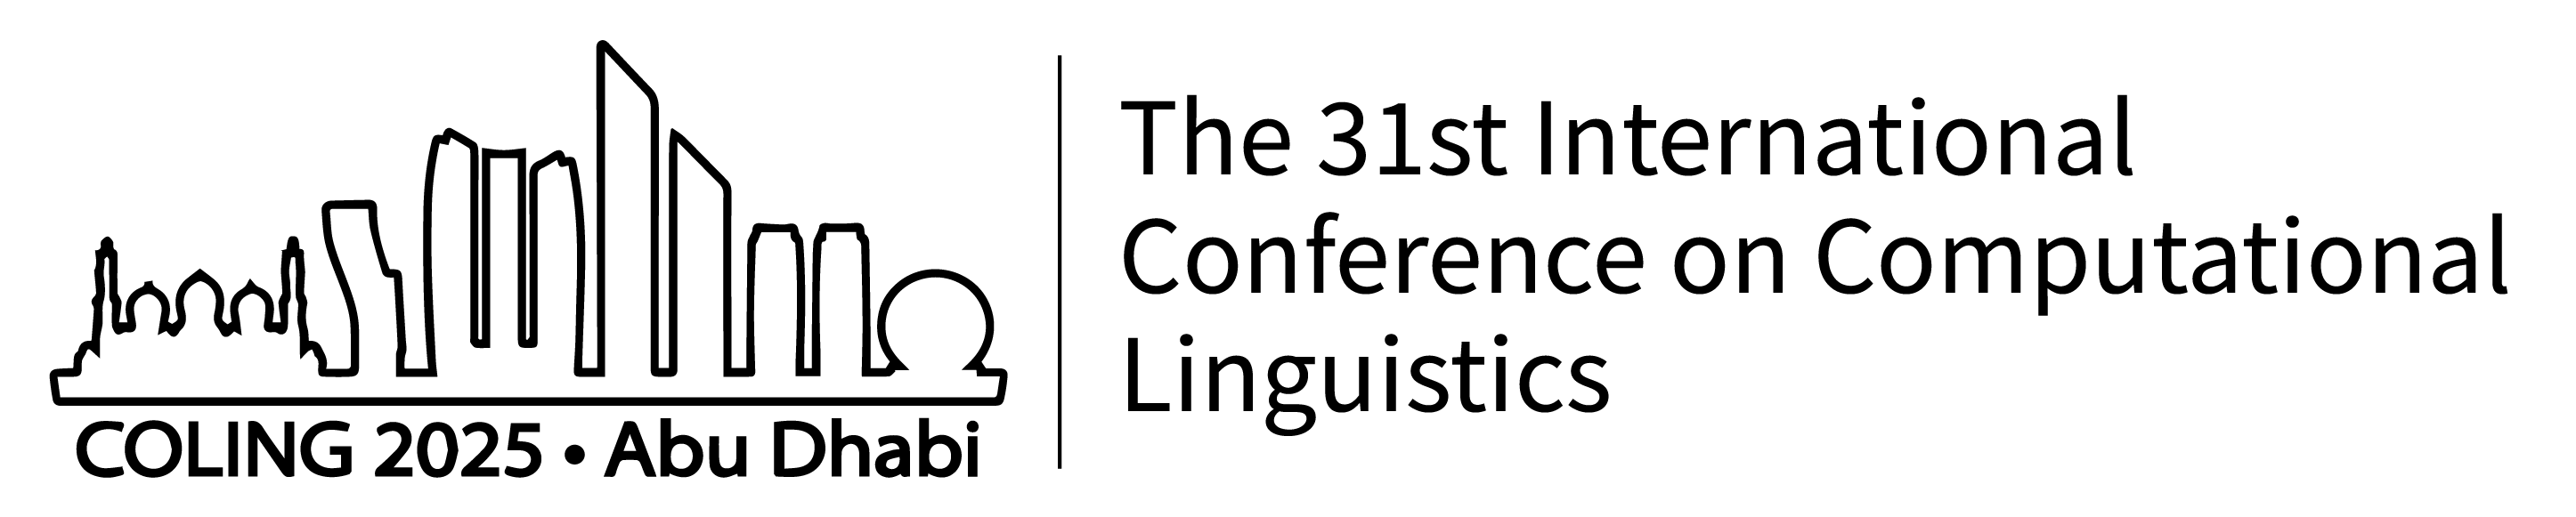 COLING 2025 • Abu Dhabi
The 31st International
Conference on Computational
Linguistics